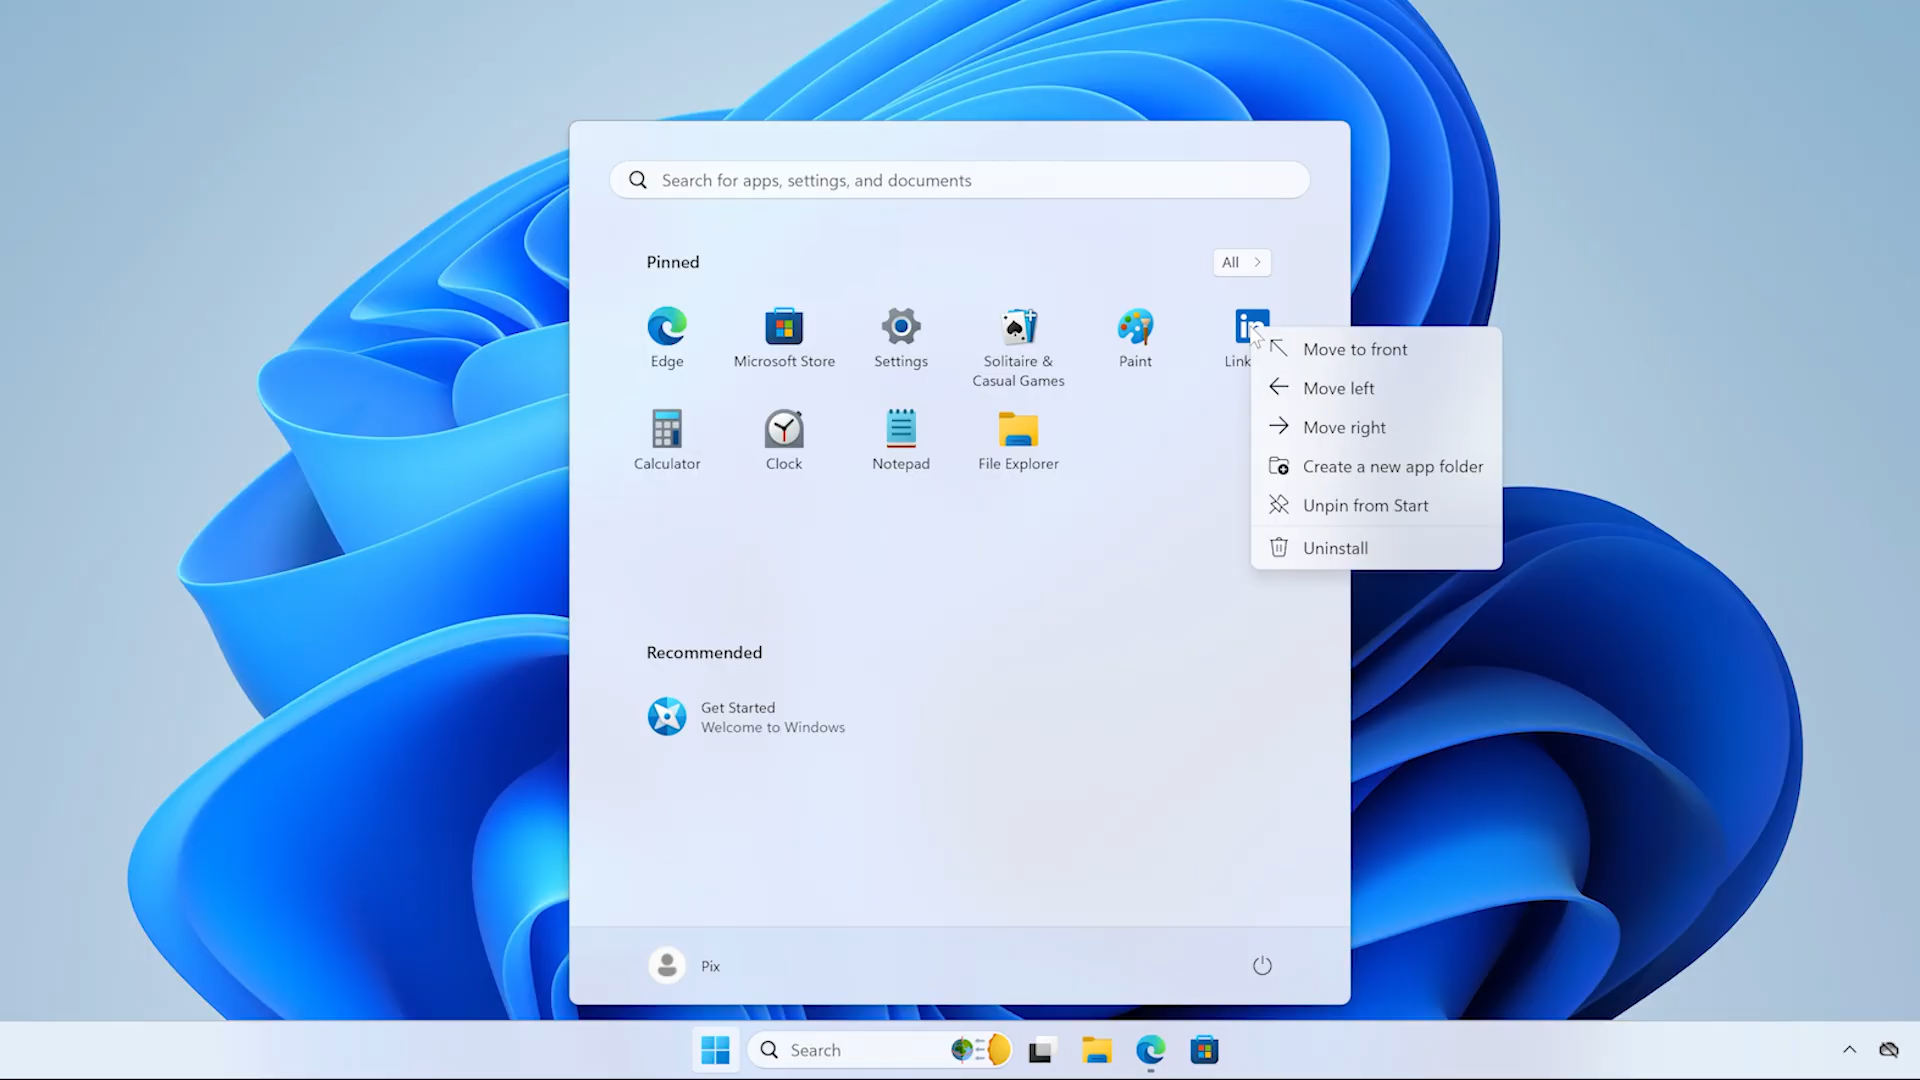 Search for apps, settings, and documents
Pinned
All
Edge
Microsoft Store
Settings
Solitaire &
Casual Games
Paint
in
Link
Calculator
Clock
Notepad
File Explorer
Move to front
Move left
Move right
Create a new app folder
Unpin from Start
Uninstall
Recommended
Get Started
Welcome to Windows
Pix
Search